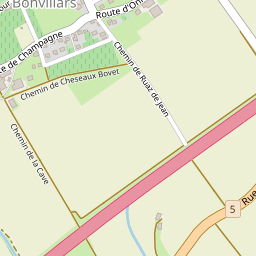 Bonvillars
Route d'On
te de Champagne
Chemin de Cheseaux Bovet
Chemin de Ruaz de Jean
Chemin de la Cave
5
Rue